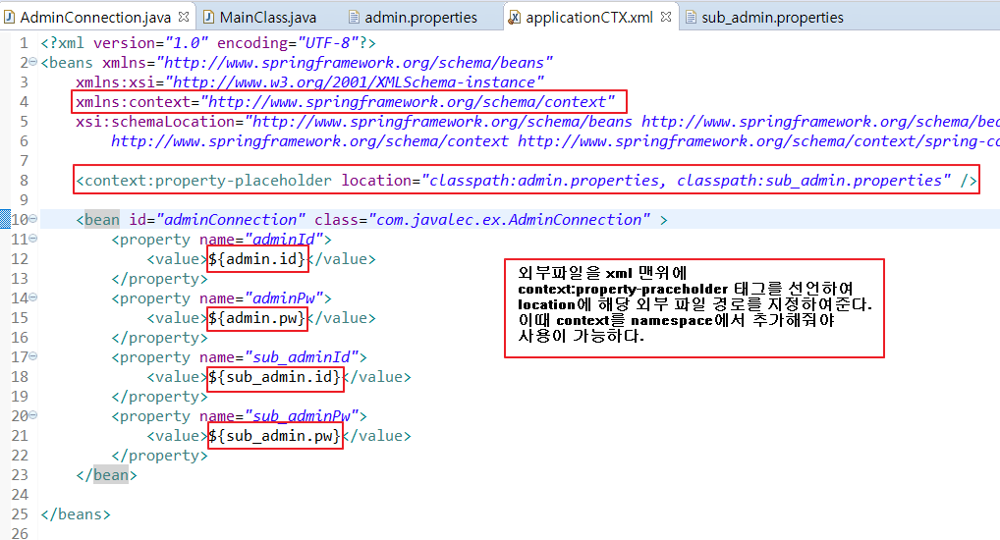 AdminConnection.java MainClass.java admin.properties applicationCTX.xml sub_admin.properties
1 <?xml version="1.0" encoding="UTF-8"?>
2 <beans xmlns="http://www.springframework.org/schema/beans"
3 xmlns:xsi="http://www.w3.org/2001/XMLSchema-instance"
4 xmlns:context="http://www.springframework.org/schema/context"
5 xsi:schemaLocation="http://www.springframework.org/schema/beans http://www.springframework.org/schema/bea
6 http://www.springframework.org/schema/context http://www.springframework.org/schema/context/spring-co
7
8 <context:property-placeholder location="classpath:admin.properties, classpath:sub_admin.properties" />
9
10 <bean id="adminConnection" class="com.javalec.ex.AdminConnection" >
11 <property name="adminId">
12 <value>${admin.id}</value>
13 </property>
14 <property name="adminPw">
15 <value>${admin.pw}</value>
16 </property>
17 <property name="sub_adminId">
18 <value>${sub_admin.id}</value>
19 </property>
20 <property name="sub_adminPw">
21 <value>${sub_admin.pw}</value>
22 </property>
23 </bean>
24
25 </beans>
26
외부파일을 xml 맨위에
context:property-praceholder 태그를 선언하여
location에 해당 외부 파일 경로를 지정하여준다.
이때 context를 namespace에서 추가해줘야
사용이 가능하다.